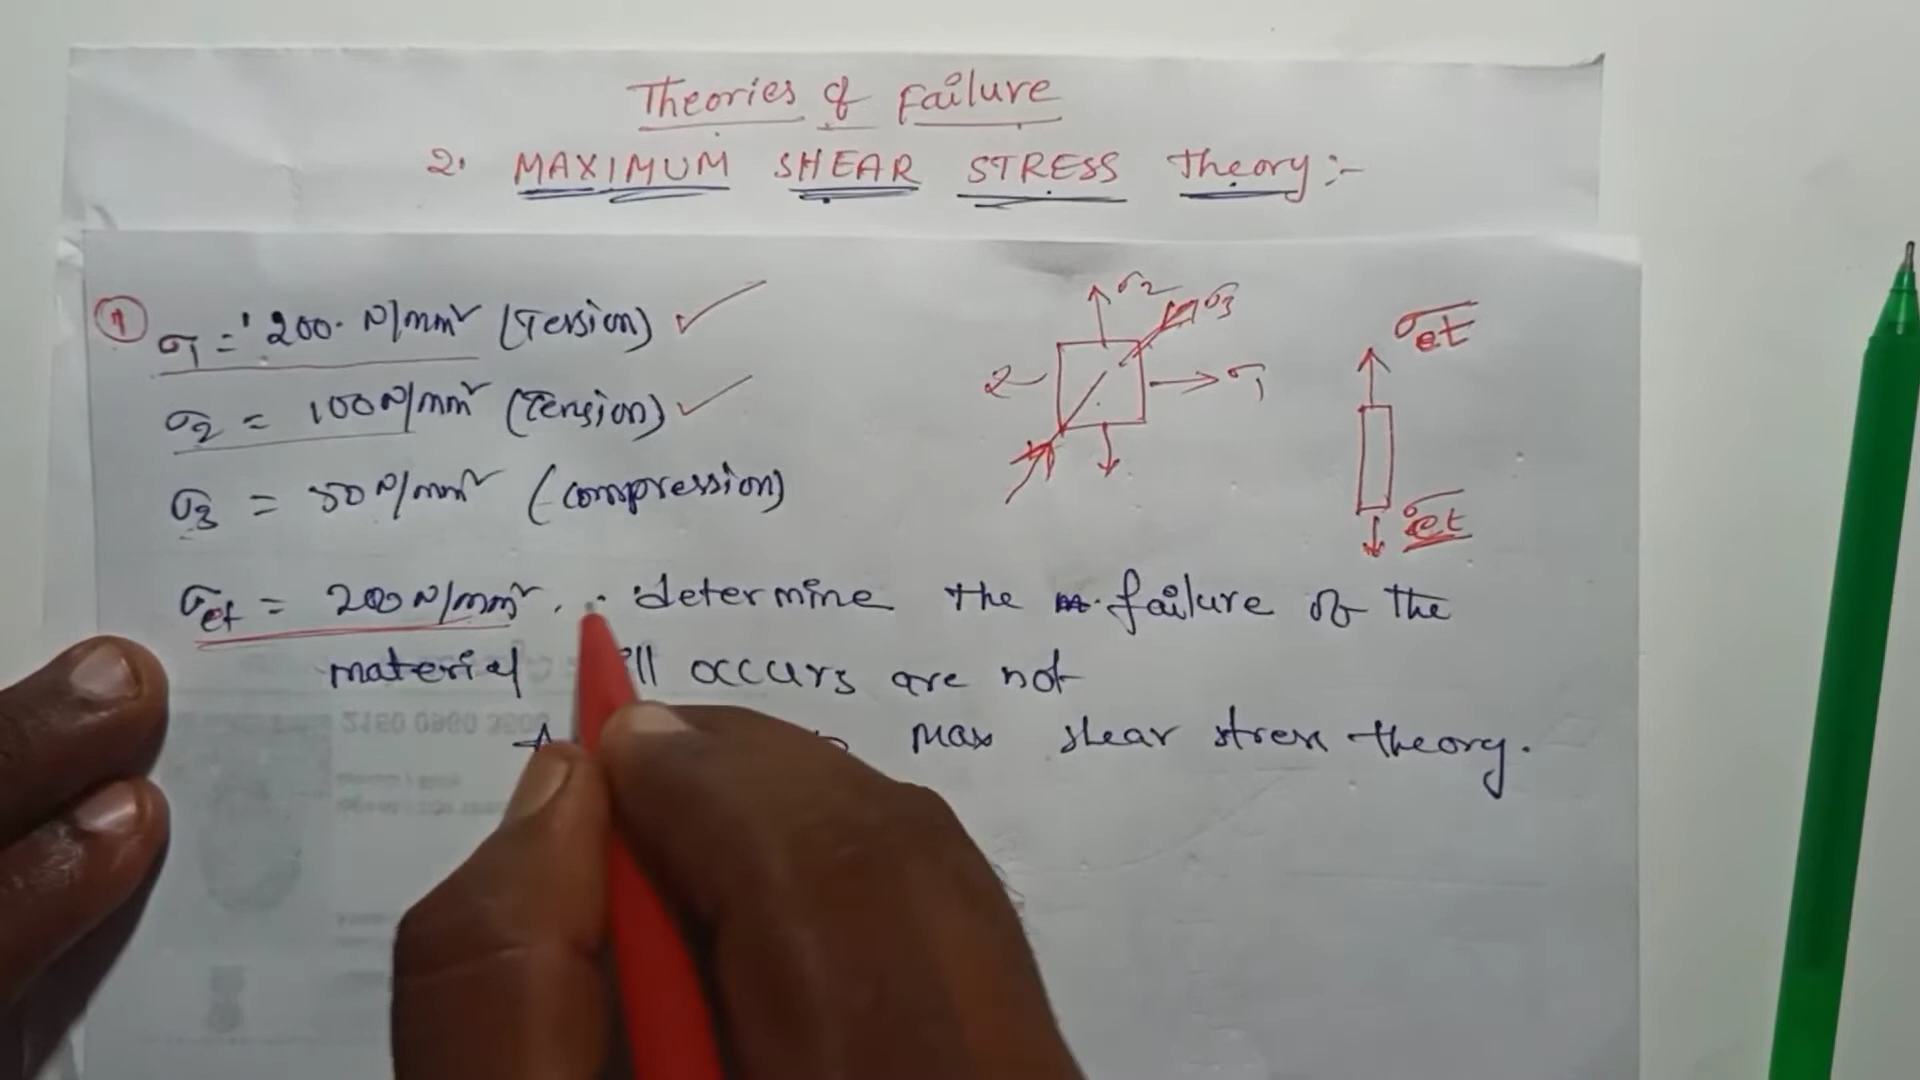 Theories of Failure
2. MAXIMUM SHEAR STRESS Theory:-
1
σ1 = 200 N/mm² (Tension)
σ2 = 100 N/mm² (Tension)
σ3 = 50 N/mm² (compression)
σet = 200 N/mm². determine the failure of the
material occurs are not
Max shear stress theory.
σ2
σ3
σ1
σet
σet